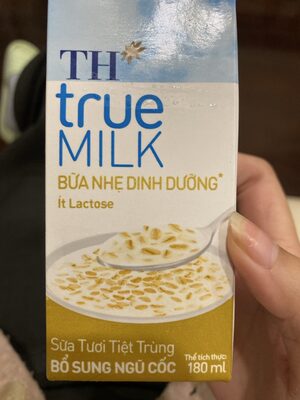 TH
true
MILK
BỮA NHẸ DINH DƯỠNG*
Ít Lactose
Sữa Tươi Tiệt Trùng
BỔ SUNG NGŨ CỐC
Thể tích thực:
180 ml